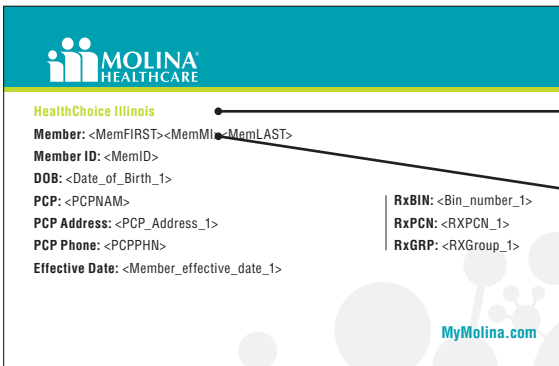 MOLINA®
HEALTHCARE
HealthChoice Illinois
Member: <MemFIRST><MemMI><MemLAST>
Member ID: <MemID>
DOB: <Date_of_Birth_1>
PCP: <PCPNAM>
PCP Address: <PCP_Address_1>
PCP Phone: <PCPPHN>
Effective Date: <Member_effective_date_1>
RxBIN: <Bin_number_1>
RxPCN: <RXPCN_1>
RxGRP: <RXGroup_1>
MyMolina.com